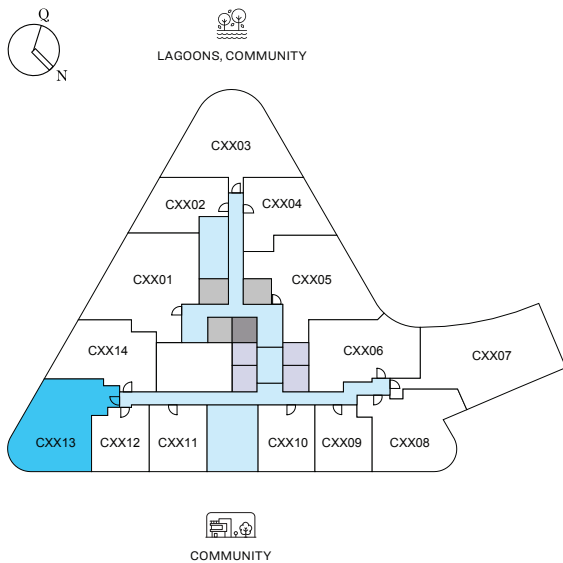 Q
N
LAGOONS, COMMUNITY
CXX03
CXX02
CXX04
CXX01
CXX05
CXX14
CXX06
CXX07
CXX13
CXX12
CXX11
CXX10
CXX09
CXX08
COMMUNITY